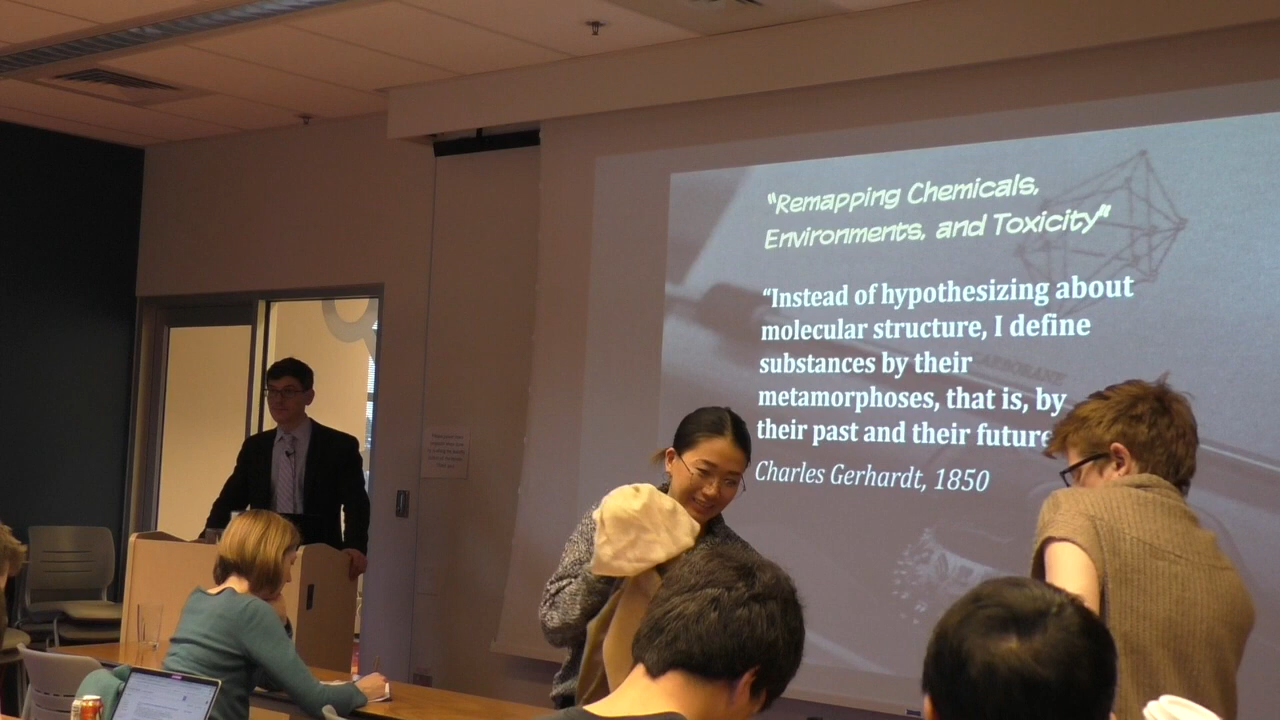 "Remapping Chemicals,
Environments, and Toxicity"
“Instead of hypothesizing about
molecular structure, I define
substances by their
metamorphoses, that is, by
their past and their future
Charles Gerhardt, 1850
CARBORANE